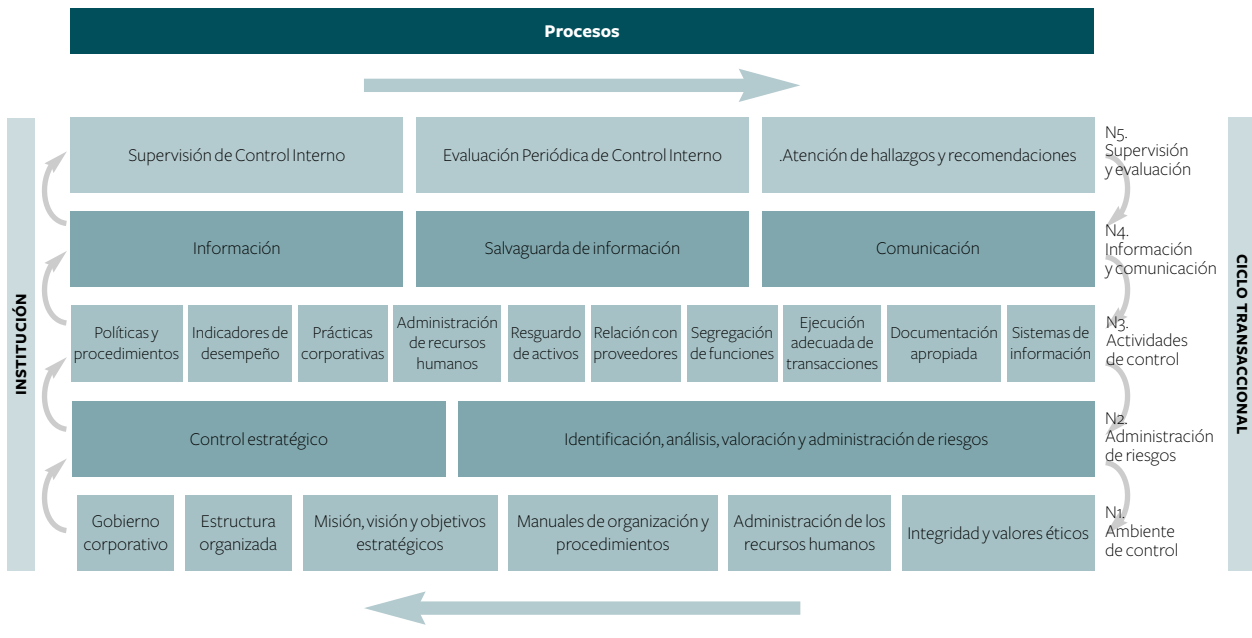 Procesos
INSTITUCIÓN
Supervisión de Control Interno
Evaluación Periódica de Control Interno
.Atención de hallazgos y recomendaciones
N5.
Supervisión
y evaluación
Información
Salvaguarda de información
Comunicación
N4.
Información
y comunicación
Políticas y
procedimientos
Indicadores de
desempeño
Prácticas
corporativas
Administración
de recursos
humanos
Resguardo
de activos
Relación con
proveedores
Segregación
de funciones
Ejecución
adecuada de
transacciones
Documentación
apropiada
Sistemas de
información
N3.
Actividades
de control
Control estratégico
Identificación, análisis, valoración y administración de riesgos
N2.
Administración
de riesgos
Gobierno
corporativo
Estructura
organizada
Misión, visión y objetivos
estratégicos
Manuales de organización y
procedimientos
Administración de los
recursos humanos
Integridad y valores éticos
N1.
Ambiente
de control
CICLO TRANSACCIONAL